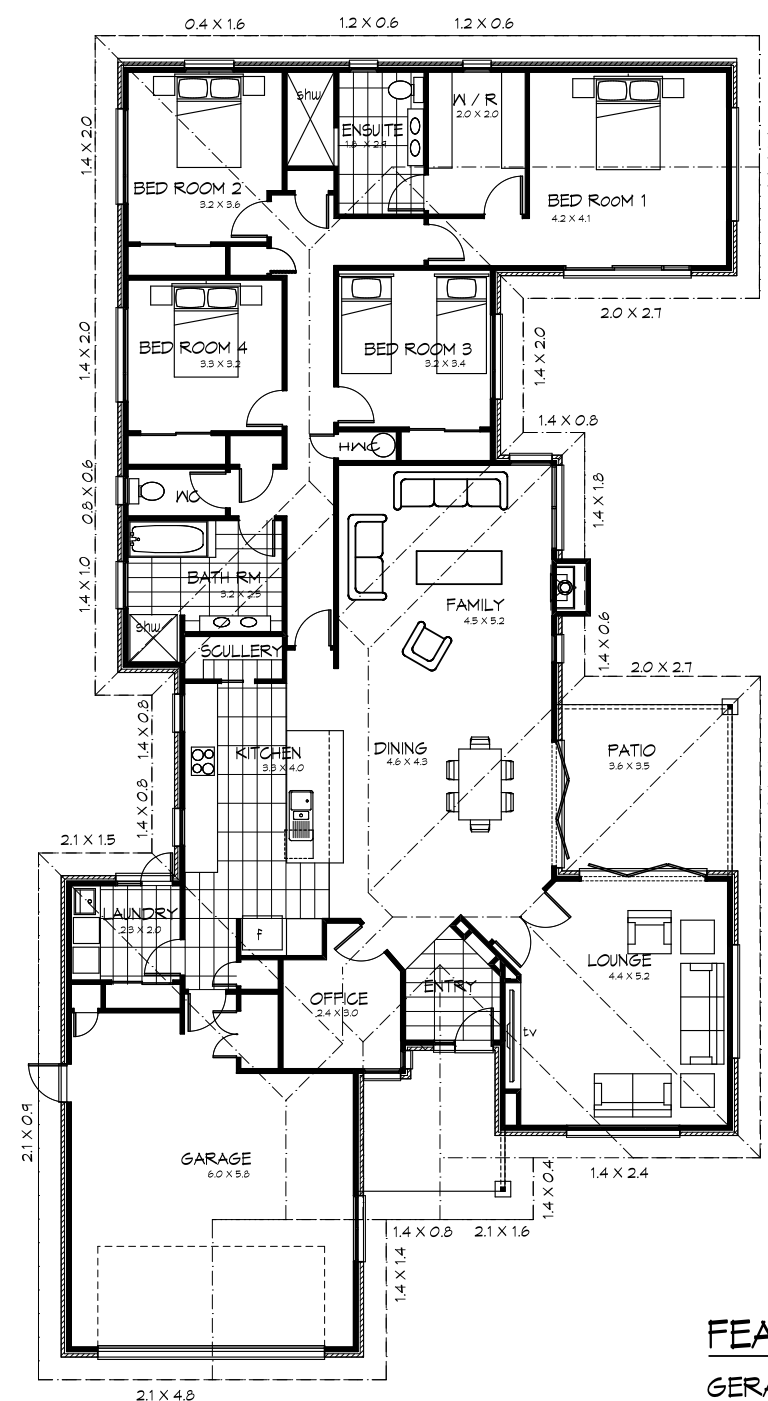 0.4 X 1.6
1.2 X 0.6
1.2 X 0.6
1.4 X 2.0
shw
ENSUITE
1.8 X 2.9
W / R
2.0 X 2.0
BED ROOM 2
3.2 X 3.6
BED ROOM 1
4.2 X 4.1
2.0 X 2.7
1.4 X 2.0
BED ROOM 4
3.3 X 3.2
BED ROOM 3
3.2 X 3.4
1.4 X 2.0
1.4 X 0.8
HWC
0.8 X 0.6
WC
1.4 X 1.8
1.4 X 1.0
BATH RM
3.2 X 2.5
FAMILY
4.5 X 5.2
shw
SCULLERY
1.4 X 0.6
2.0 X 2.7
1.4 X 0.8
KITCHEN
3.3 X 4.0
DINING
4.6 X 4.3
PATIO
3.6 X 3.5
1.4 X 0.8
2.1 X 1.5
LAUNDRY
2.3 X 2.0
f
LOUNGE
4.4 X 5.2
OFFICE
2.4 X 3.0
ENTRY
tv
2.1 X 0.9
GARAGE
6.0 X 5.8
1.4 X 2.4
1.4 X 0.4
1.4 X 0.8
2.1 X 1.6
1.4 X 1.4
2.1 X 4.8
FEA
GERA